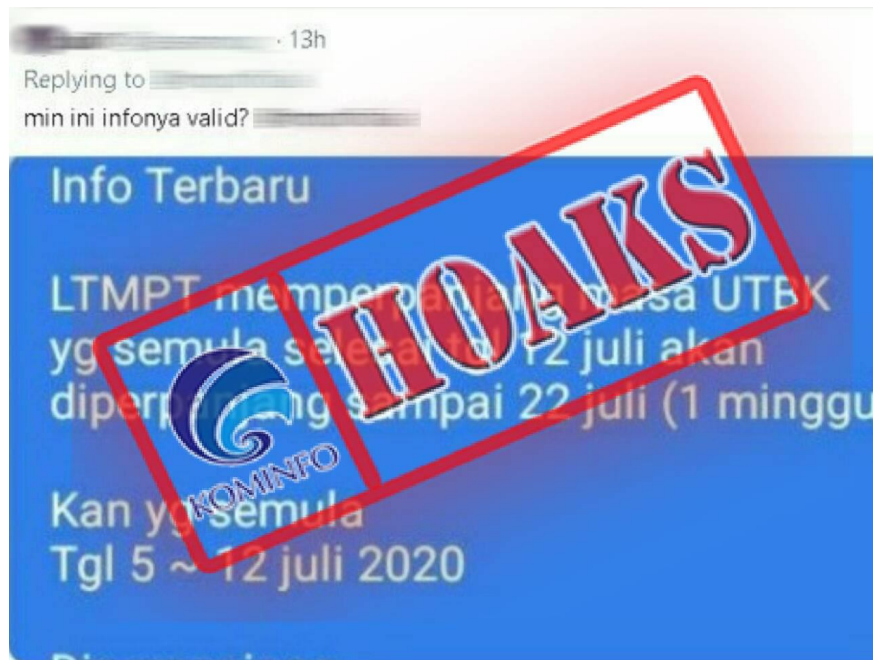 · 13h
Replying to
min ini infonya valid?
Info Terbaru
LTMPT memperpanjang masa UTBK
yg semula selesai tgl 12 juli akan
diperpanjang sampai 22 juli (1 minggu
HOAKS
KOMINFO
Kan yg semula
Tgl 5 ~ 12 juli 2020